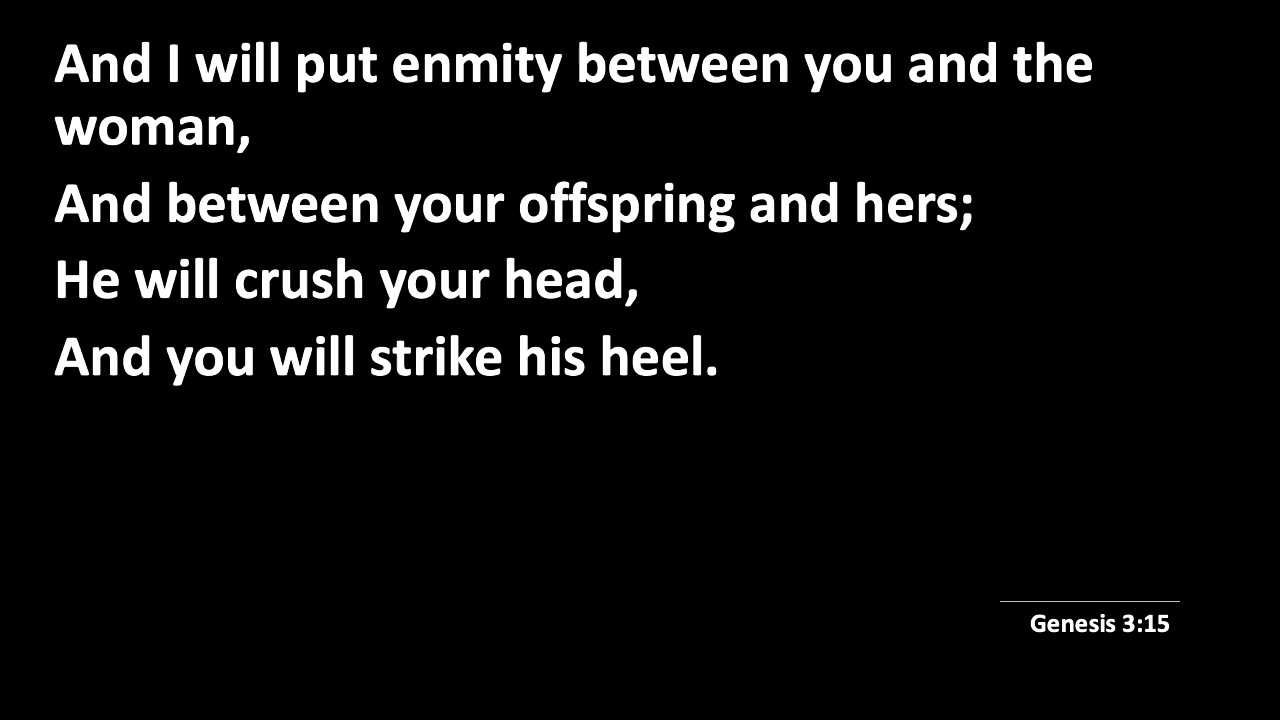 And I will put enmity between you and the
woman,
And between your offspring and hers;
He will crush your head,
And you will strike his heel.
Genesis 3:15